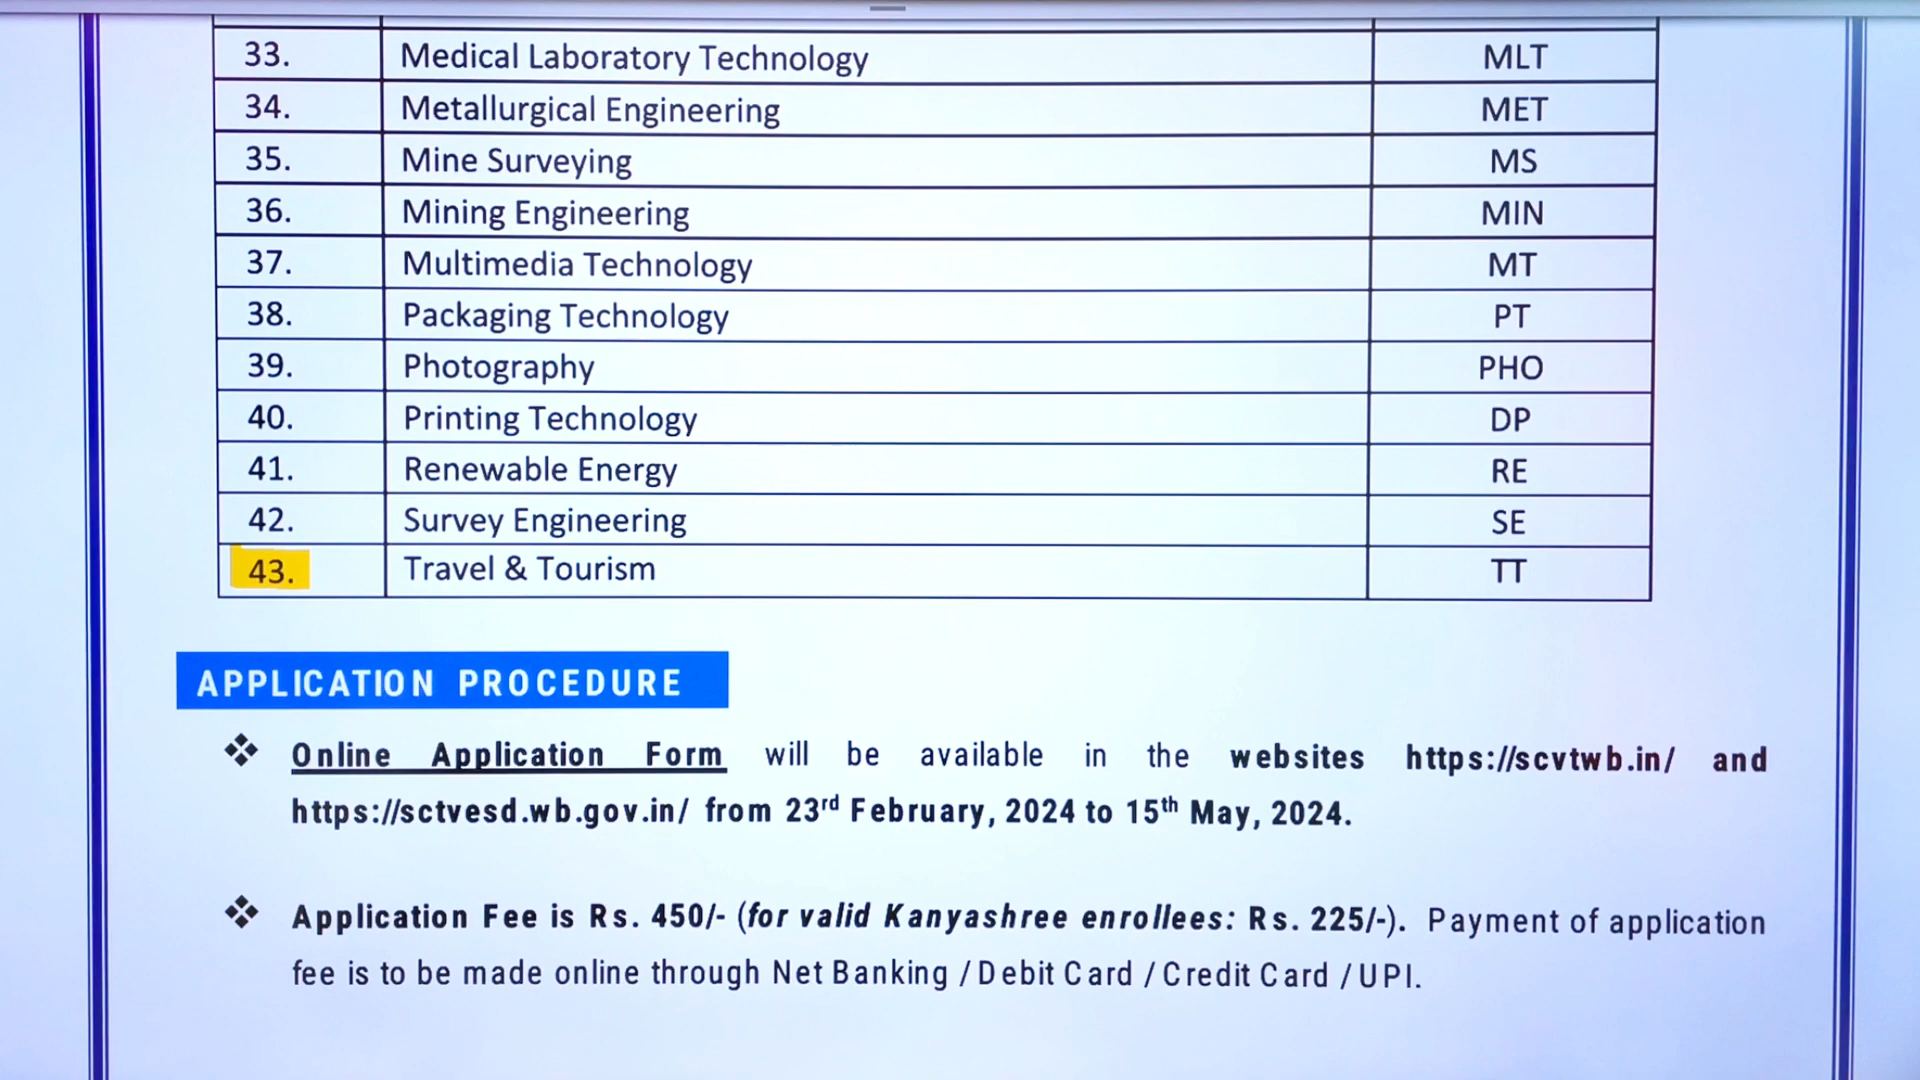 33. Medical Laboratory Technology MLT
34. Metallurgical Engineering MET
35. Mine Surveying MS
36. Mining Engineering MIN
37. Multimedia Technology MT
38. Packaging Technology PT
39. Photography PHO
40. Printing Technology DP
41. Renewable Energy RE
42. Survey Engineering SE
43. Travel & Tourism TT
APPLICATION PROCEDURE
❖ Online Application Form will be available in the websites https://scvtwb.in/ and
https://sctvesd.wb.gov.in/ from 23rd February, 2024 to 15th May, 2024.
❖ Application Fee is Rs. 450/- (for valid Kanyashree enrollees: Rs. 225/-). Payment of application
fee is to be made online through Net Banking / Debit Card / Credit Card / UPI.